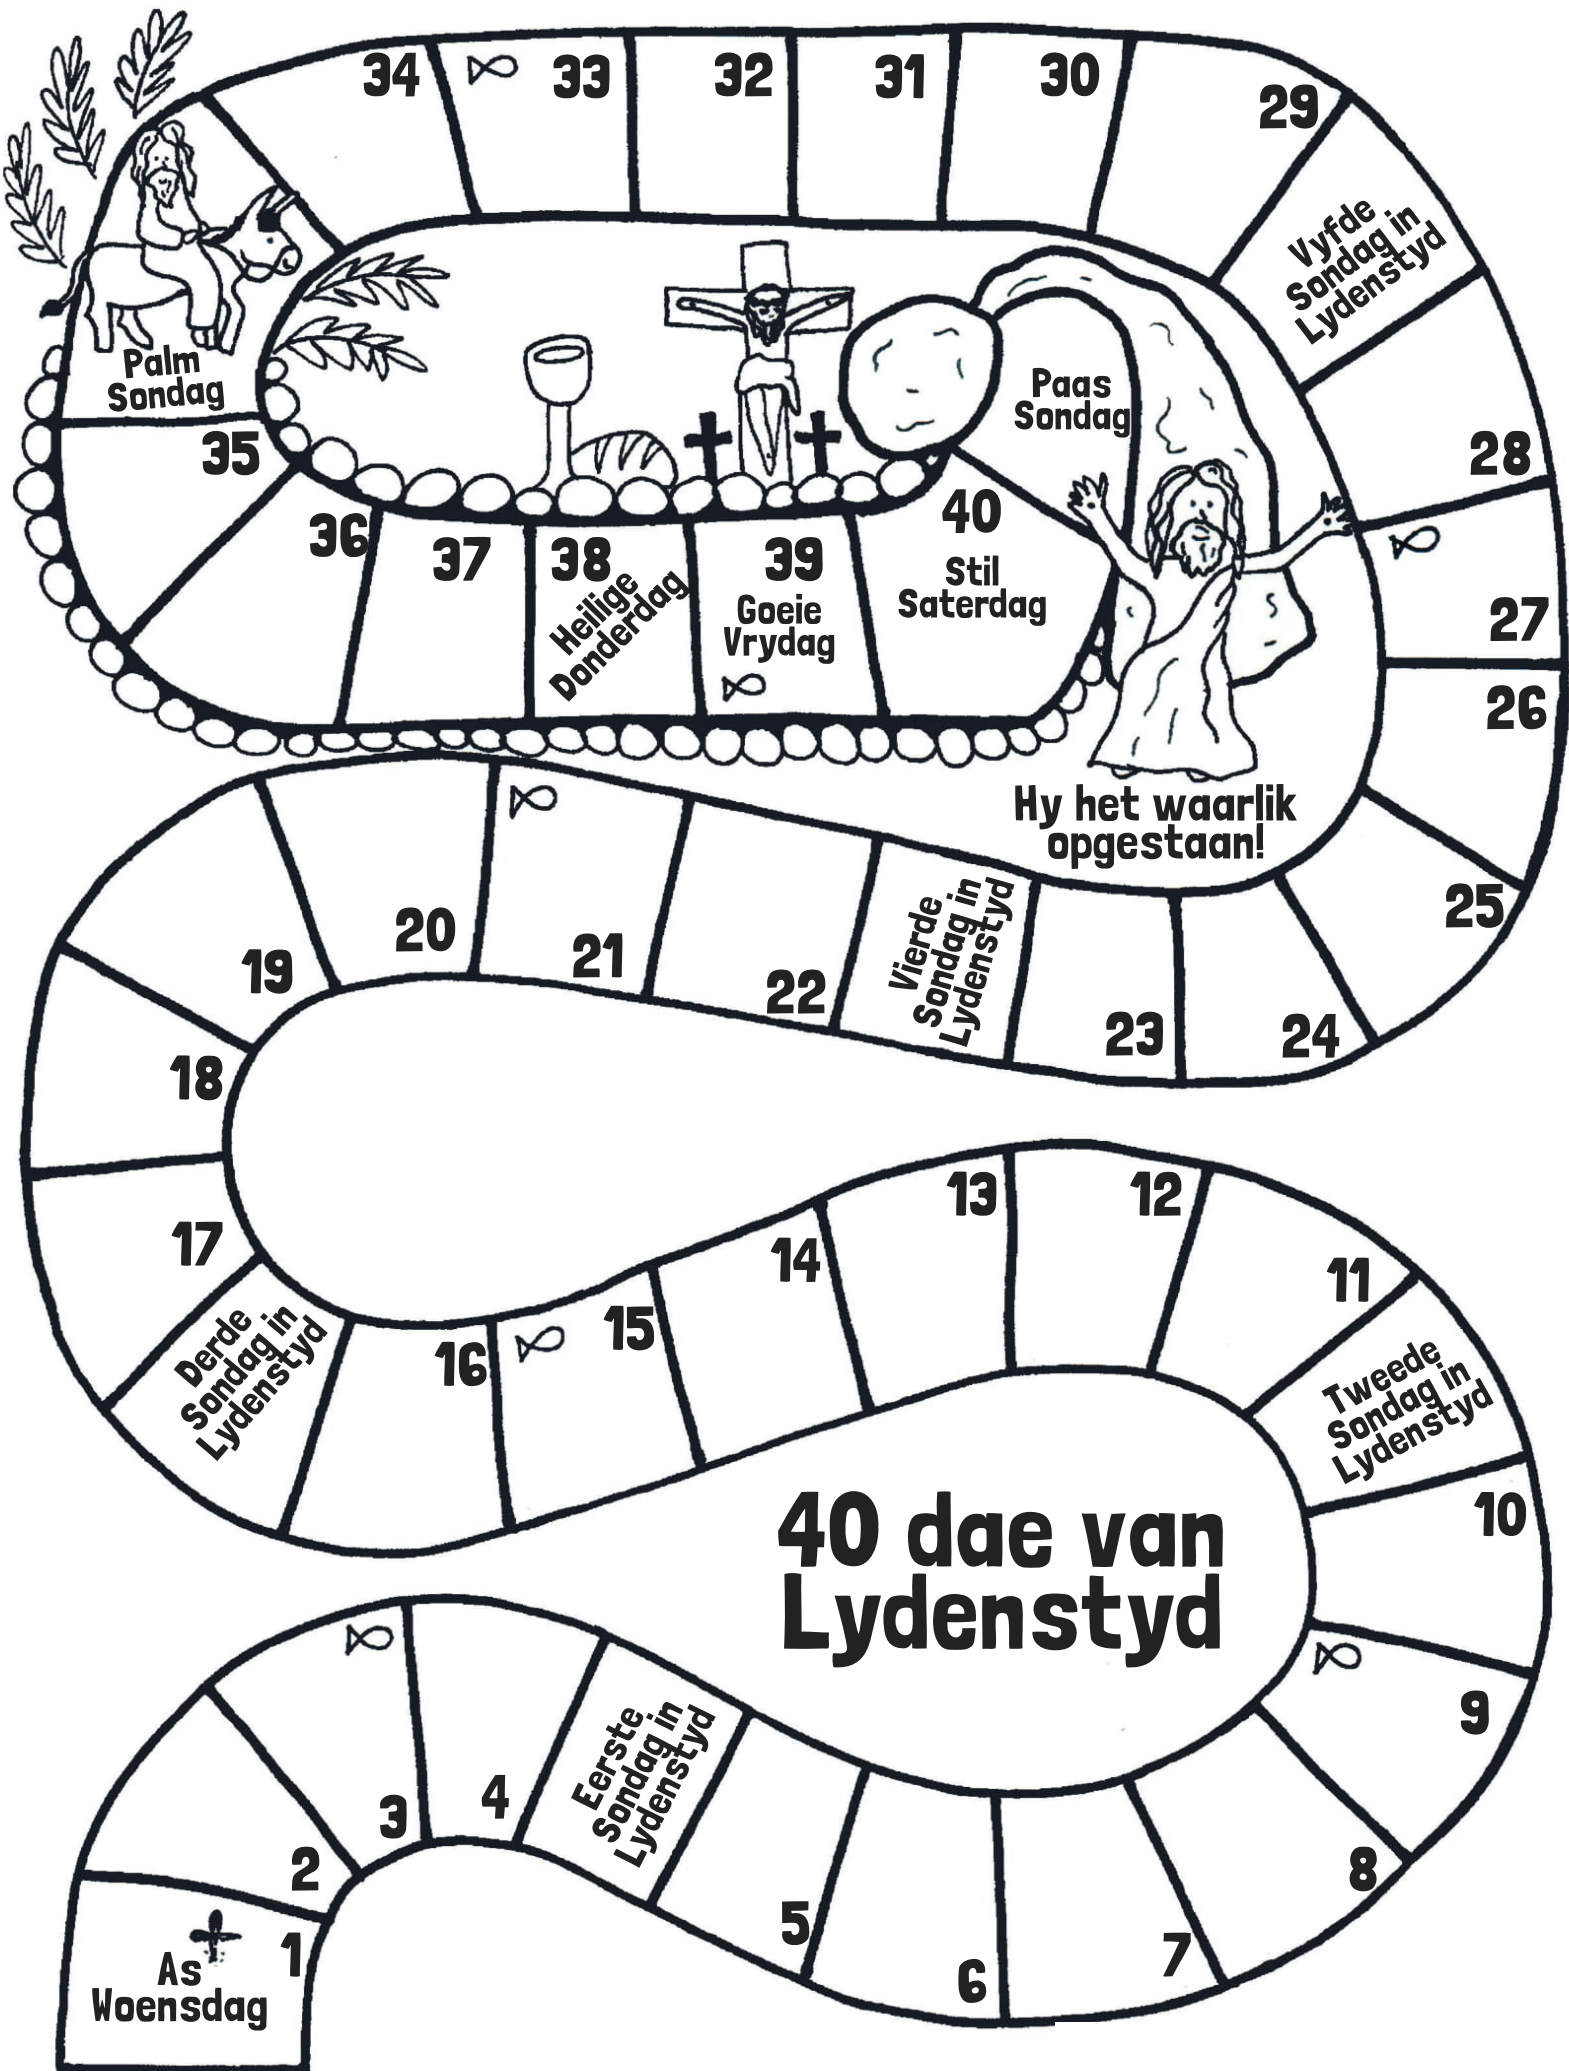 34
33
32
31
30
29
Vyfde
Sondag in
Lydenstyd
28
27
26
25
24
23
Vierde
Sondag in
Lydenstyd
22
21
20
19
18
17
Derde
Sondag in
Lydenstyd
16
15
14
13
12
11
Tweede
Sondag in
Lydenstyd
10
9
8
7
6
5
Eerste
Sondag in
Lydenstyd
4
3
2
1
As
Woensdag
40 dae van
Lydenstyd
Palm
Sondag
35
36
37
38
Heilige
Donderdag
39
Goeie
Vrydag
40
Stil
Saterdag
Paas
Sondag
Hy het waarlik
opgestaan!